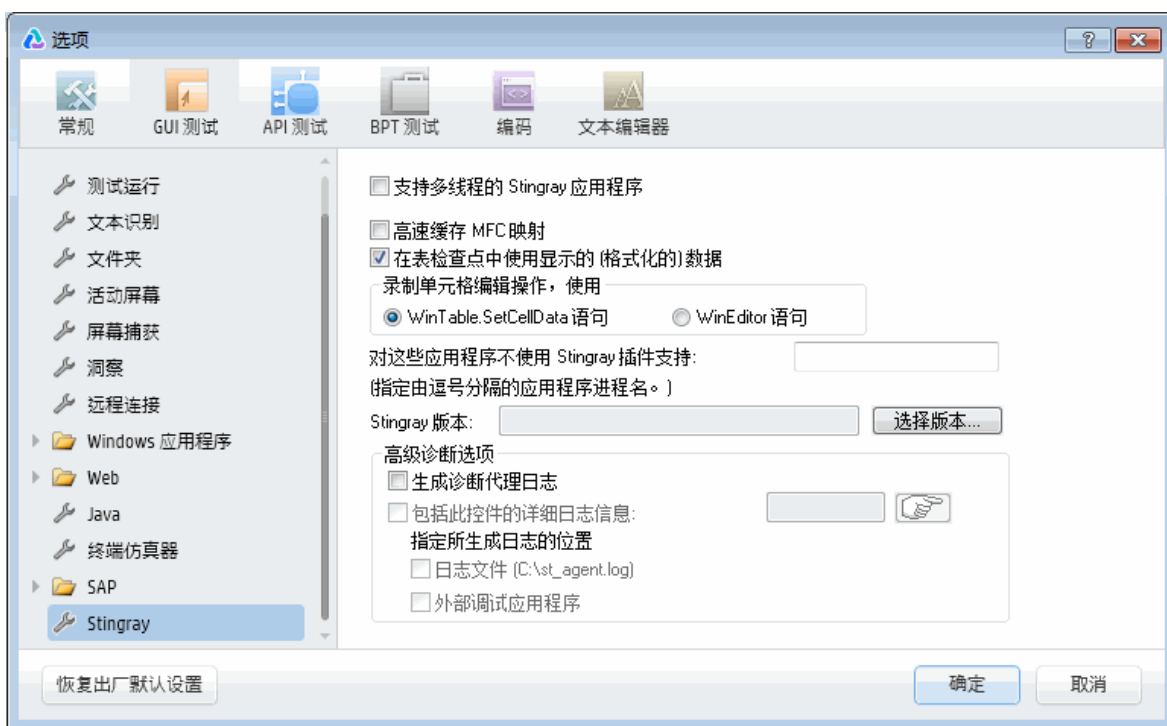 选项
常规
GUI 测试
API 测试
BPT 测试
编码
文本编辑器
测试运行
文本识别
文件夹
活动屏幕
屏幕捕获
洞察
远程连接
Windows 应用程序
Web
Java
终端仿真器
SAP
Stingray
支持多线程的 Stingray 应用程序
高速缓存 MFC 映射
在表检查点中使用显示的 (格式化的) 数据
录制单元格编辑操作，使用
WinTable.SetCellData 语句
WinEditor 语句
对这些应用程序不使用 Stingray 插件支持:
(指定由逗号分隔的应用程序进程名。)
Stingray 版本:
选择版本...
高级诊断选项
生成诊断代理日志
包括此控件的详细日志信息:
指定所生成日志的位置
日志文件 (C:\st_agent.log)
外部调试应用程序
恢复出厂默认设置
确定
取消